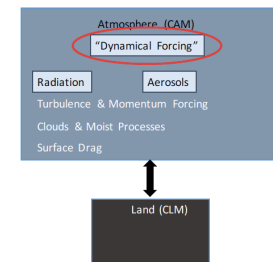 Atmosphere (CAM)
“Dynamical Forcing”
Radiation Aerosols
Turbulence & Momentum Forcing
Clouds & Moist Processes
Surface Drag
Land (CLM)